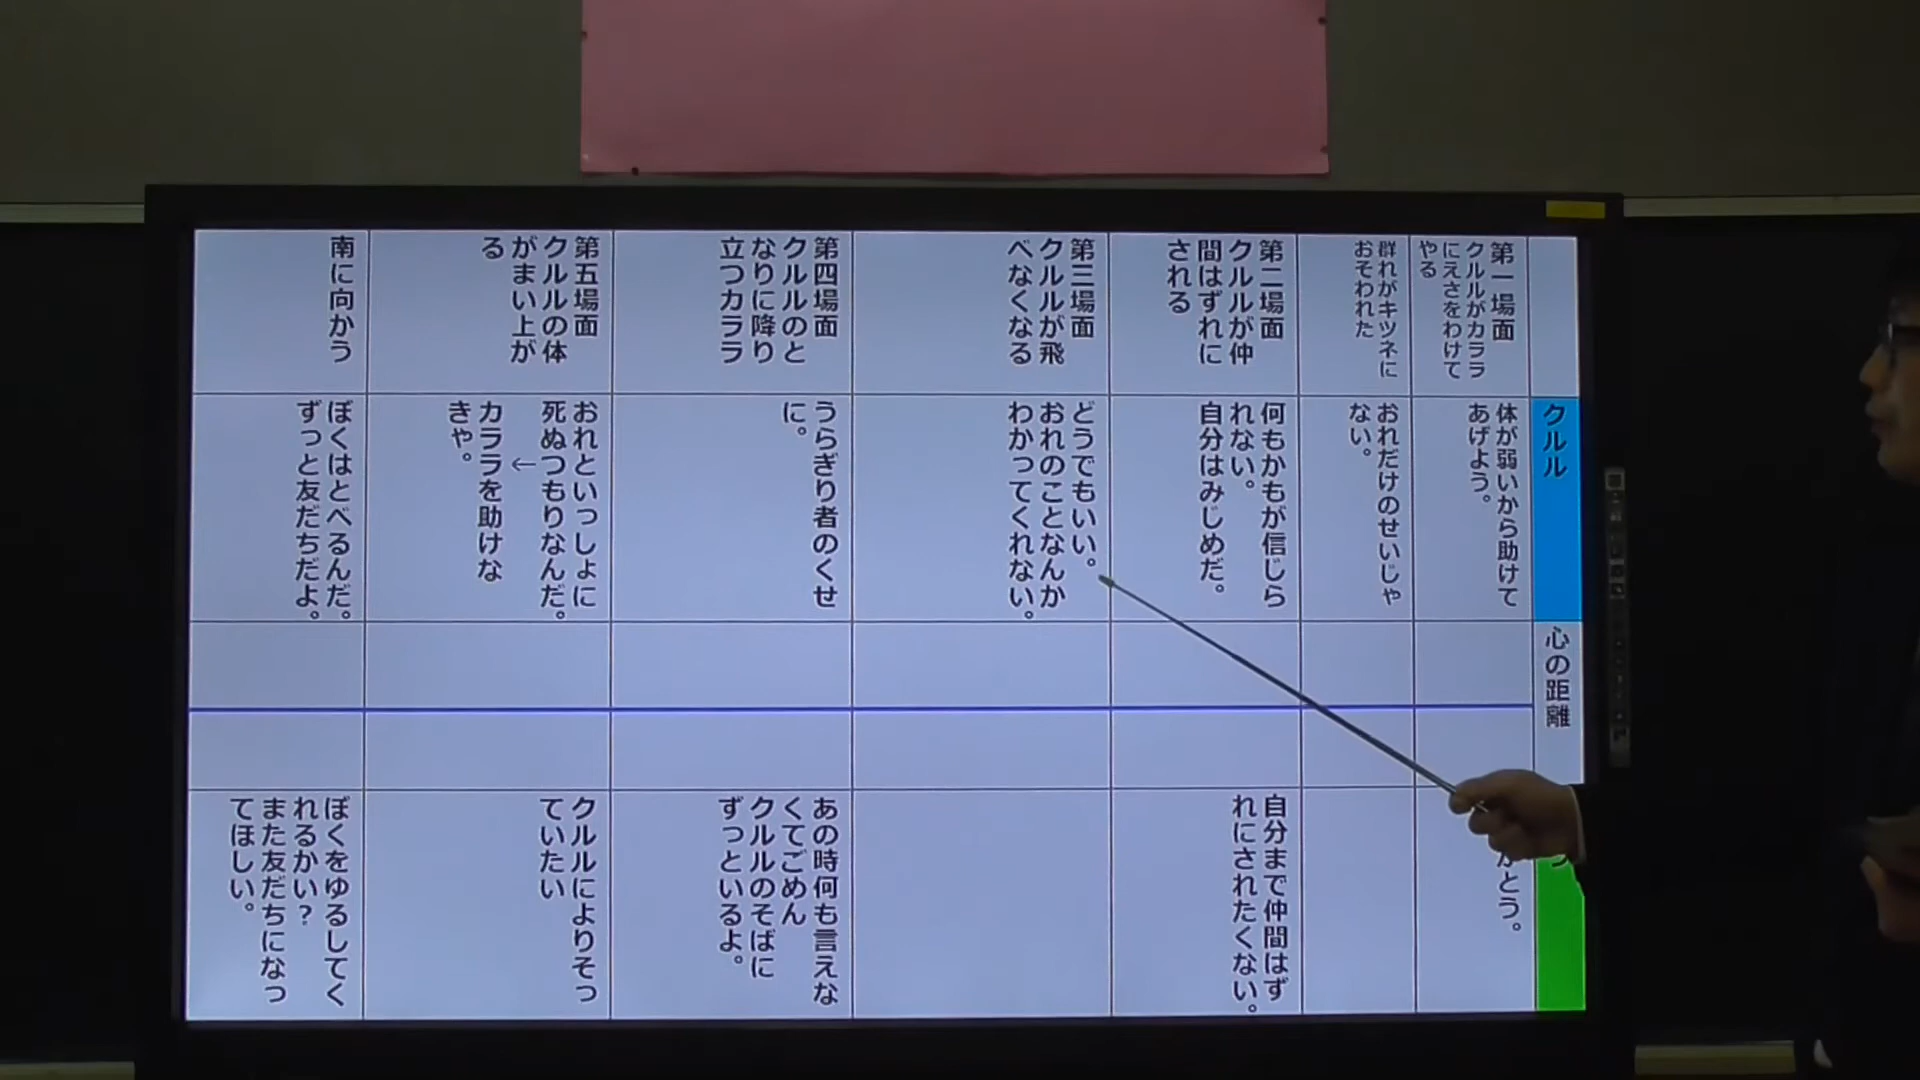 クルル
心の距離
第一場面
クルルがカララ
にえさをわけて
やる
体が弱いから助けて
あげよう。
がとう。
群れがキツネに
おそわれた
おれだけのせいじゃ
ない。
第二場面
クルルが仲
間はずれに
される
何もかもが信じら
れない。
自分はみじめだ。
自分まで仲間はず
れにされたくない。
第三場面
クルルが飛
べなくなる
どうでもいい。
おれのことなんか
わかってくれない。
第四場面
クルルのと
なりに降り
立つカララ
うらぎり者のくせ
に。
あの時何も言えな
くてごめん
クルルのそばに
ずっといるよ。
第五場面
クルルの体
がまい上が
る
おれといっしょに
死ぬつもりなんだ。
←
カララを助けな
きゃ。
クルルによりそっ
ていたい
南に向かう
ぼくはとべるんだ。
ずっと友だちだよ。
ぼくをゆるしてく
れるかい？
また友だちになっ
てほしい。